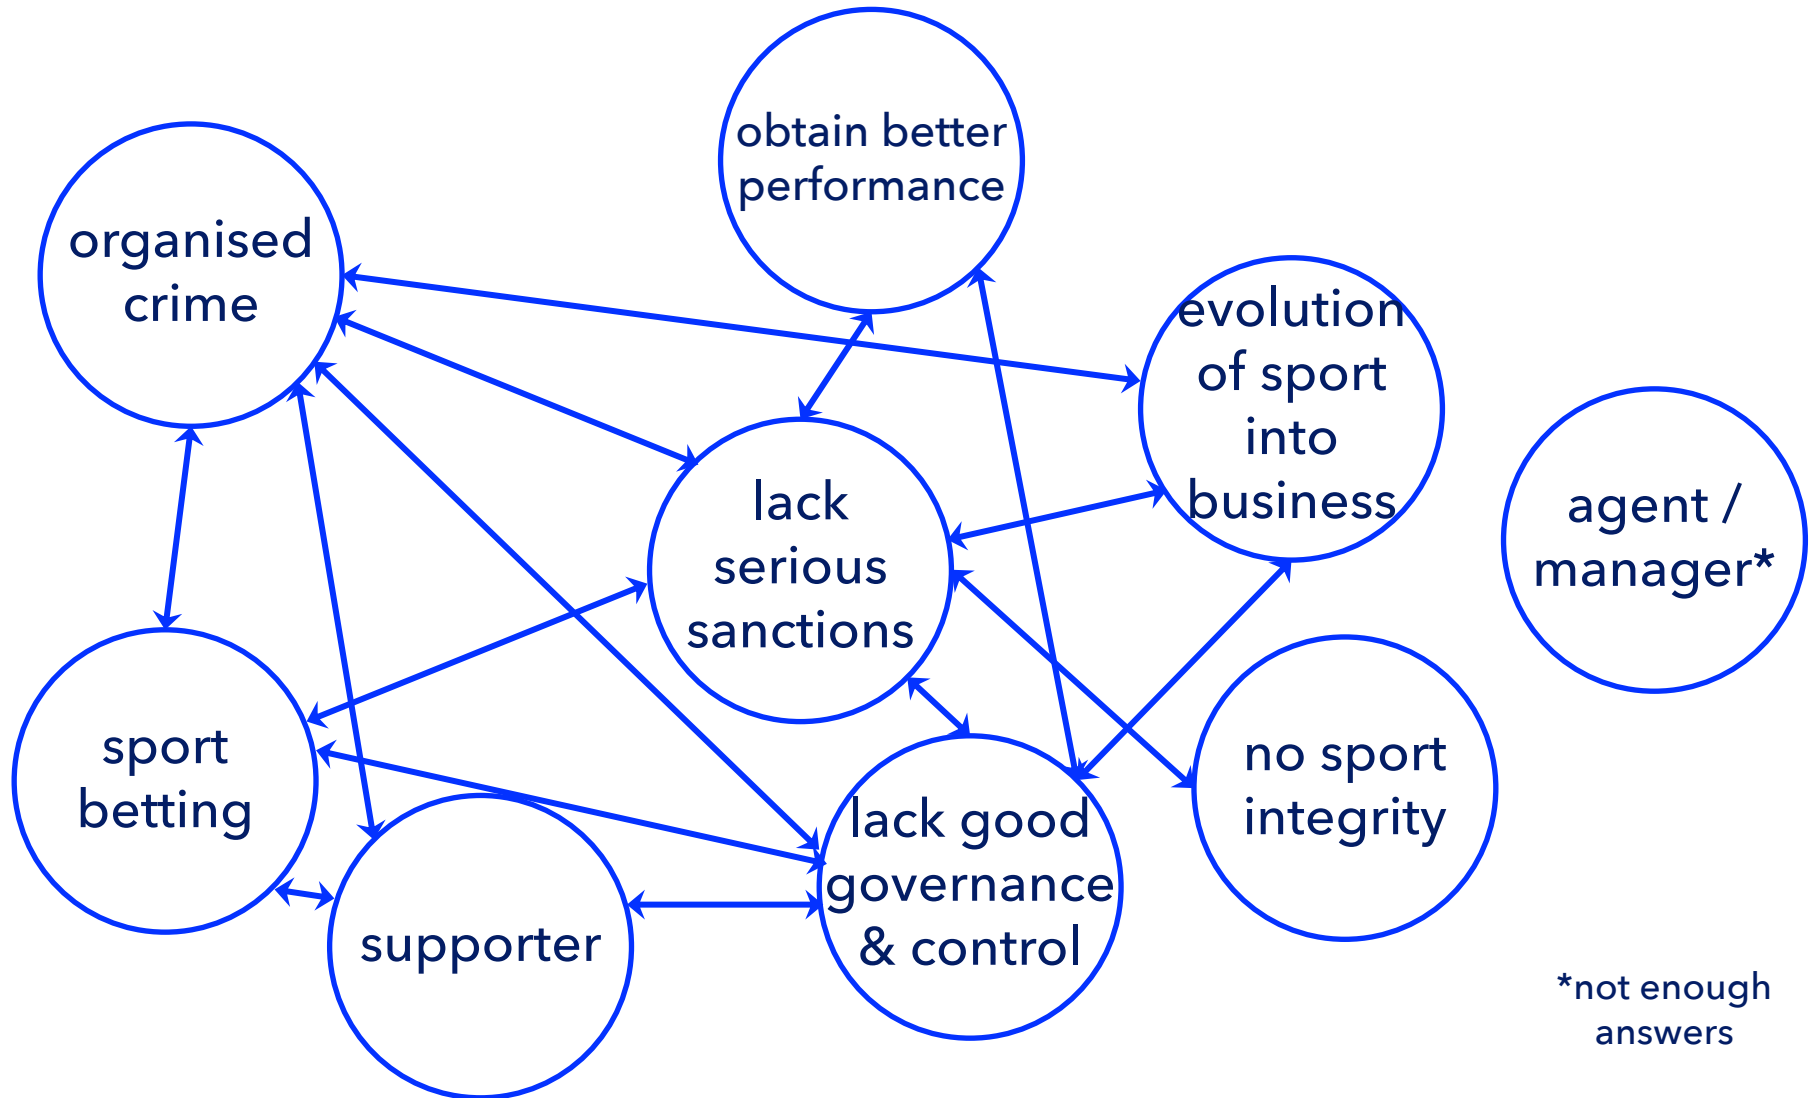 obtain better
performance
organised
crime
evolution
of sport
into
business
lack
serious
sanctions
agent /
manager*
sport
betting
no sport
integrity
lack good
governance
& control
supporter
*not enough
answers